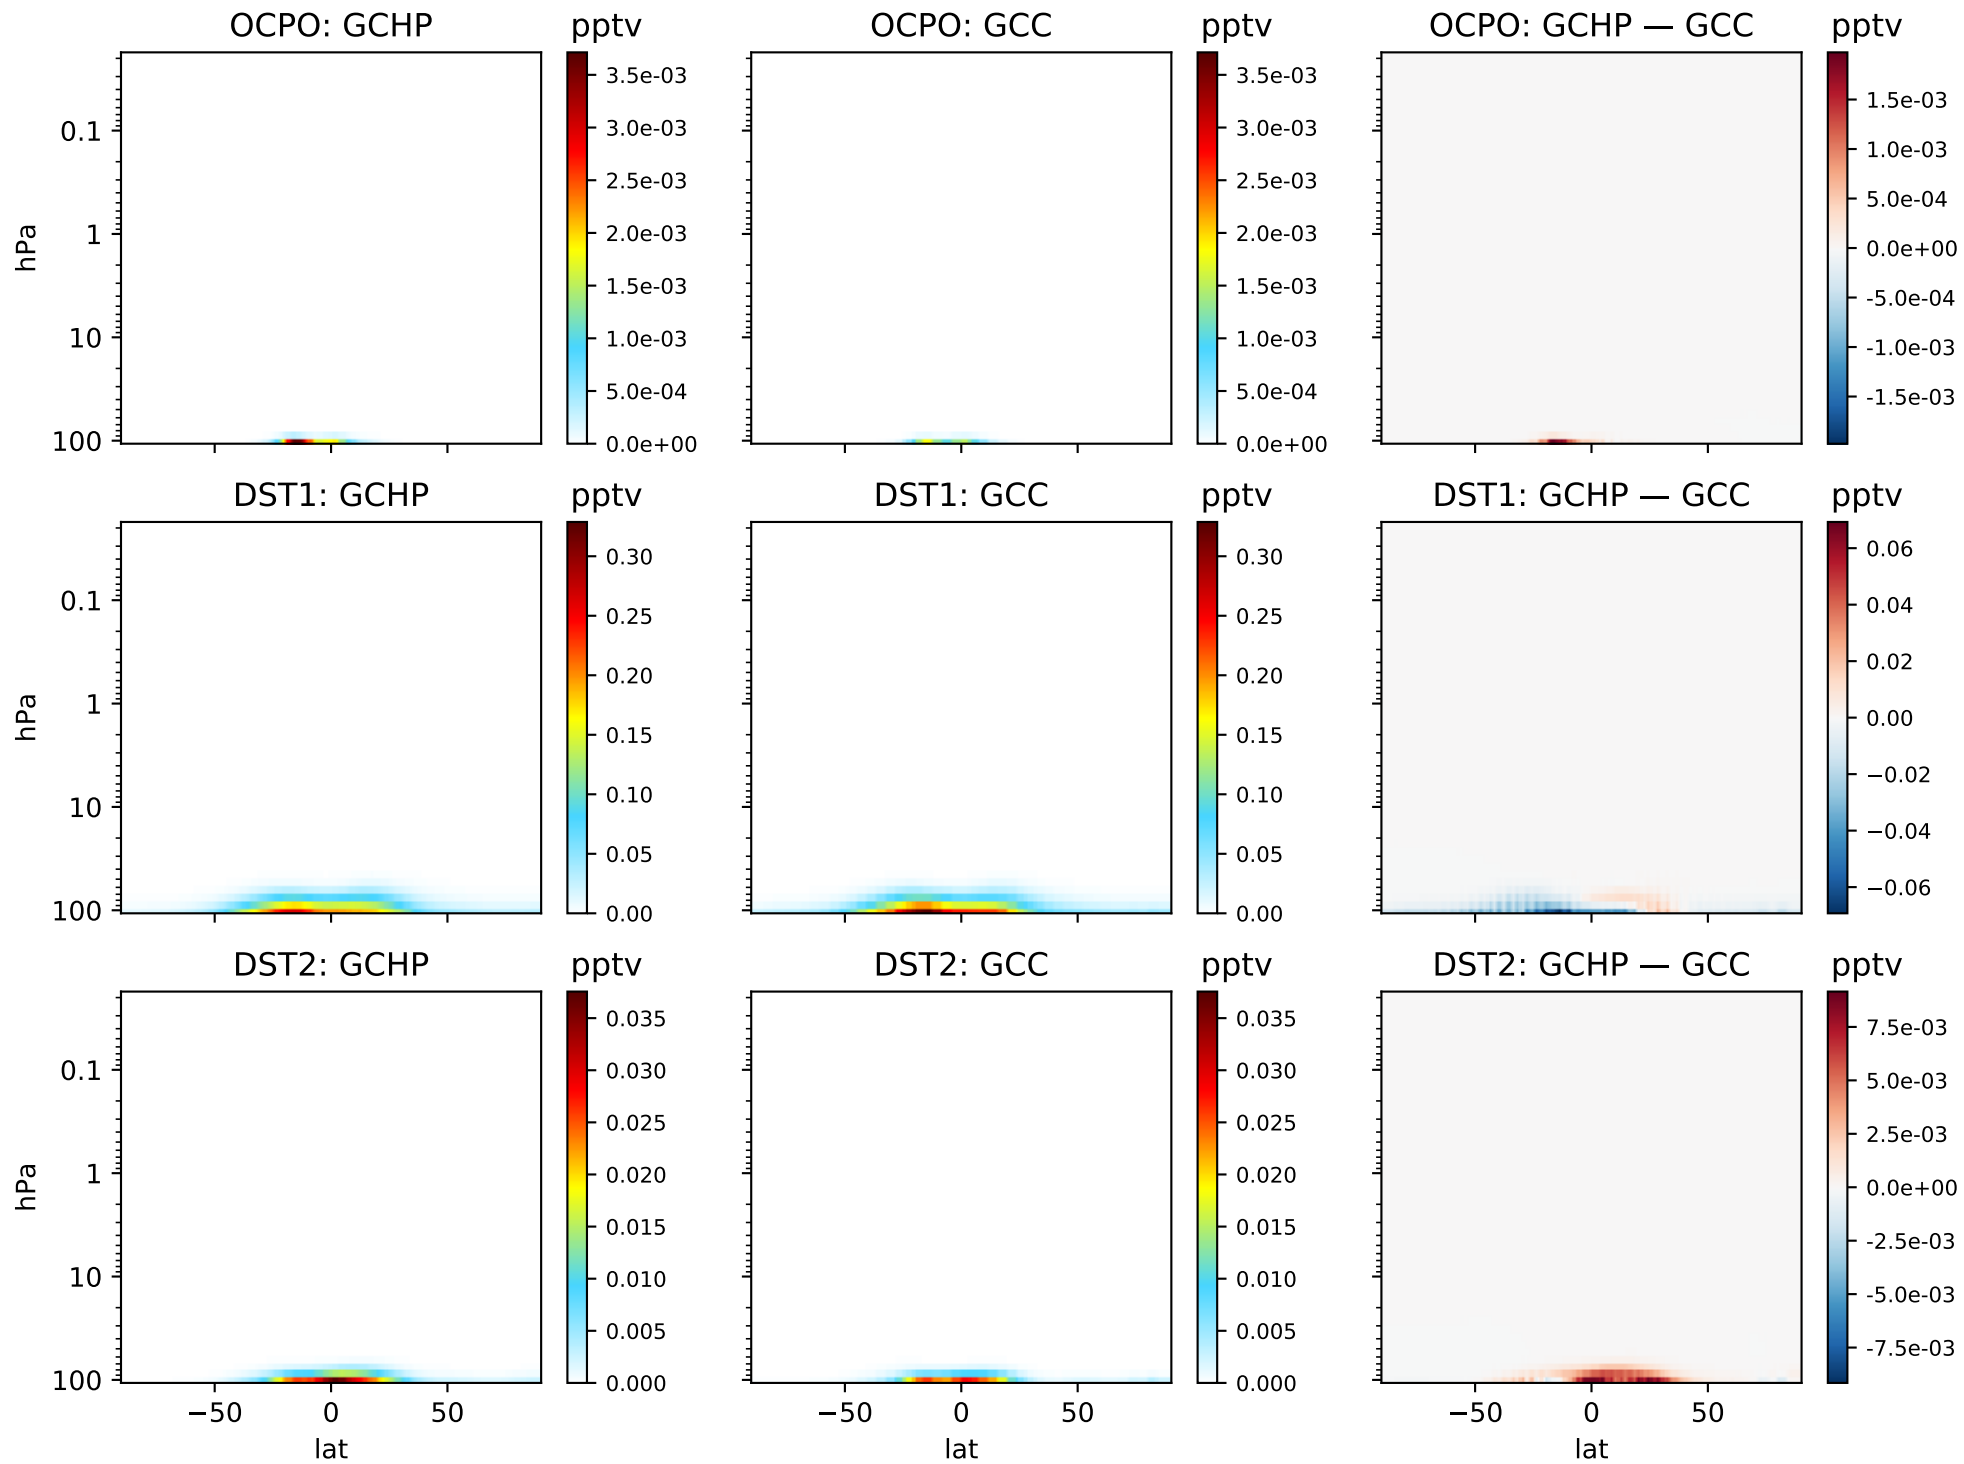 OCPO: GCHP
pptv
OCPO: GCC
pptv
OCPO: GCHP — GCC
pptv
hPa
0.1
1
10
100
3.5e-03
3.0e-03
2.5e-03
2.0e-03
1.5e-03
1.0e-03
5.0e-04
0.0e+00
3.5e-03
3.0e-03
2.5e-03
2.0e-03
1.5e-03
1.0e-03
5.0e-04
0.0e+00
1.5e-03
1.0e-03
5.0e-04
0.0e+00
-5.0e-04
-1.0e-03
-1.5e-03
DST1: GCHP
pptv
DST1: GCC
pptv
DST1: GCHP — GCC
pptv
hPa
0.1
1
10
100
0.30
0.25
0.20
0.15
0.10
0.05
0.00
0.30
0.25
0.20
0.15
0.10
0.05
0.00
0.06
0.04
0.02
0.00
−0.02
−0.04
−0.06
DST2: GCHP
pptv
DST2: GCC
pptv
DST2: GCHP — GCC
pptv
hPa
0.1
1
10
100
0.035
0.030
0.025
0.020
0.015
0.010
0.005
0.000
0.035
0.030
0.025
0.020
0.015
0.010
0.005
0.000
7.5e-03
5.0e-03
2.5e-03
0.0e+00
-2.5e-03
-5.0e-03
-7.5e-03
−50 0 50
−50 0 50
−50 0 50
lat
lat
lat